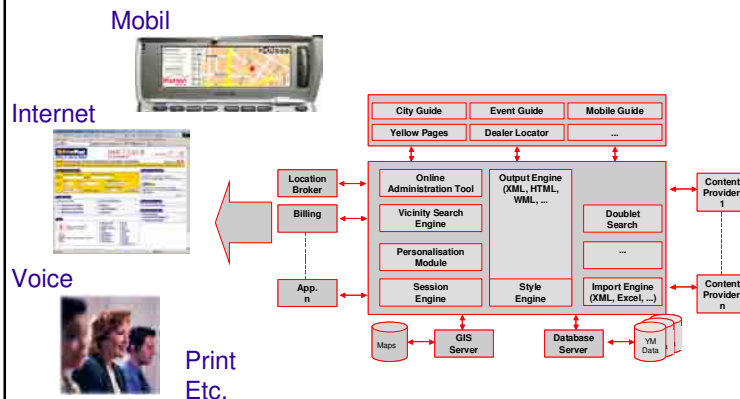 Mobil
Internet
Voice
Print
Etc.
City Guide
Event Guide
Mobile Guide
Yellow Pages
Dealer Locator
...
Location
Broker
Billing
App.
n
Online
Administration Tool
Vicinity Search
Engine
Personalisation
Module
Session
Engine
Output Engine
(XML, HTML,
WML, ...
Style
Engine
Doublet
Search
...
Import Engine
(XML, Excel, ...)
Content
Provider
1
Content
Provider
n
Maps
GIS
Server
Database
Server
YM
Data